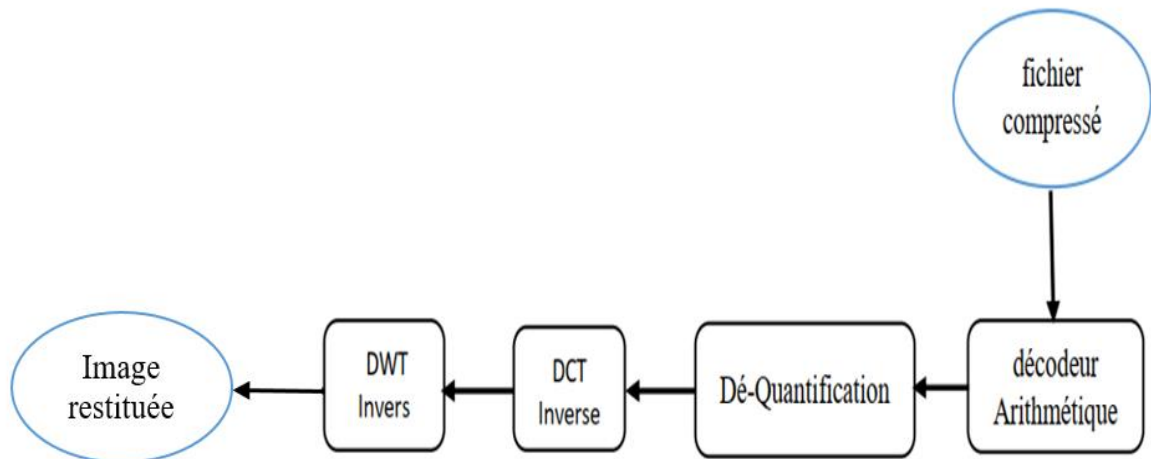 fichier
compressé
Image
restituée
DWT
Invers
DCT
Inverse
Dé-Quantification
décodeur
Arithmétique